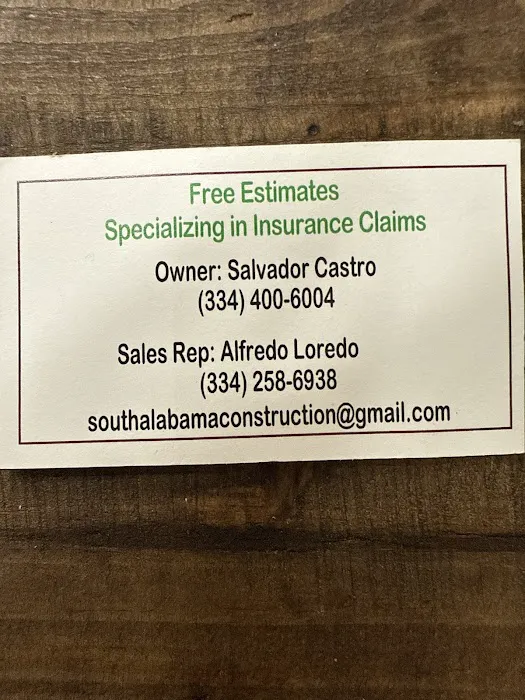 Free Estimates
Specializing in Insurance Claims
Owner: Salvador Castro
(334) 400-6004
Sales Rep: Alfredo Loredo
(334) 258-6938
southalabamaconstruction@gmail.com